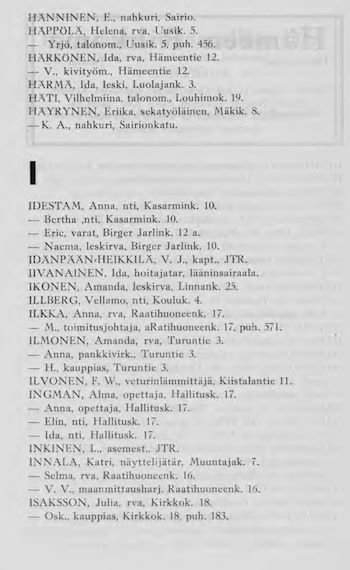 HÄNNINEN, E., nahkuri, Sairio.
HÄPPÖLÄ, Helena, rva, Uusik. 5.
— Yrjö, talonom., Uusik. 5, puh. 456.
HÄRKÖNEN, Ida, rva, Hämeentie 12.
— V., kivityöm., Hämeentie 12.
HÄRMÄ, Ida, leski, Luolajank. 3.
HÄTI, Vilhelmiina, talonom., Louhimok. 19.
HÄYRYNEN, Eriika, sekatyöläinen, Mäkik. 8.
— K. A., nahkuri, Sairionkatu.
I
IDESTAM, Anna, nti, Kasarmink. 10.
— Bertha ,nti, Kasarmink. 10.
— Eric, varat, Birger Jarlink. 12 a.
— Naema, leskirva, Birger Jarlink. 10.
IDÄNPÄÄN-HEIKKILÄ, V. J., kapt., JTR.
IIVANAINEN, Ida, hoitajatar, lääninsairaala.
IKONEN, Amanda, leskirva, Linnank. 25.
ILLBERG, Vellamo, nti, Kouluk. 4.
ILKKA, Anna, rva, Raatihuoneenk. 17.
— M., toimitusjohtaja, aRatihuoneenk. 17, puh. 571.
ILMONEN, Amanda, rva, Turuntie 3.
— Anna, pankkivirk., Turuntie 3.
— H., kauppias, Turuntie 3.
ILVONEN, F. W., veturinlämmittäjä, Kiistalantie 11.
INGMAN, Alma, opettaja, Hallitusk. 17.
— Anna, opettaja, Hallitusk. 17.
— Elin, nti, Hallitusk. 17.
— Ida, nti, Hallitusk. 17.
INKINEN, L., asemest., JTR.
INNALA, Katri, näyttelijätär, Muuntajak. 7.
— Selma, rva, Raatihuoneenk. 16.
— V. V., maanmittausharj. Raatihuoneenk. 16.
ISAKSSON, Julia, rva, Kirkkok. 18.
— Osk., kauppias, Kirkkok. 18, puh. 183.